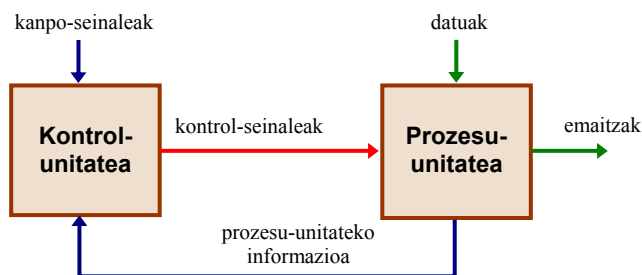 kanpo-seinaleak
datuak
Kontrol-
unitatea
kontrol-seinaleak
Prozesu-
unitatea
emaitzak
prozesu-unitateko
informazioa